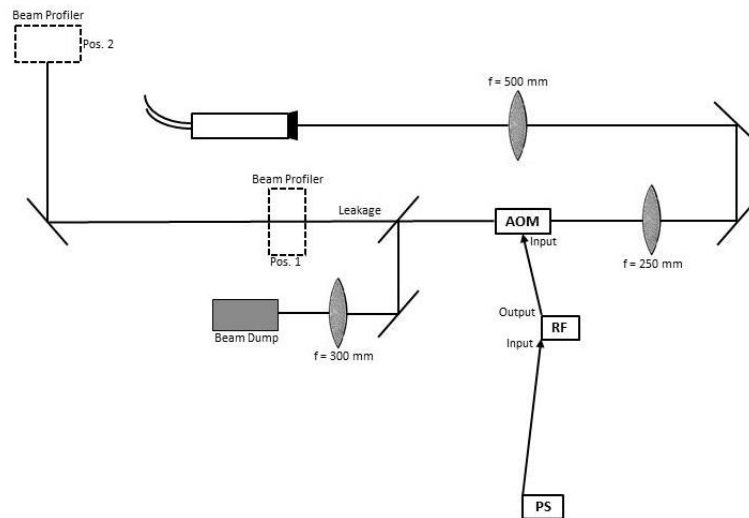 Beam Profiler
Pos. 2
f = 500 mm
Beam Profiler
Leakage
Pos. 1
AOM
Input
f = 250 mm
Output
RF
Input
Beam Dump
f = 300 mm
PS